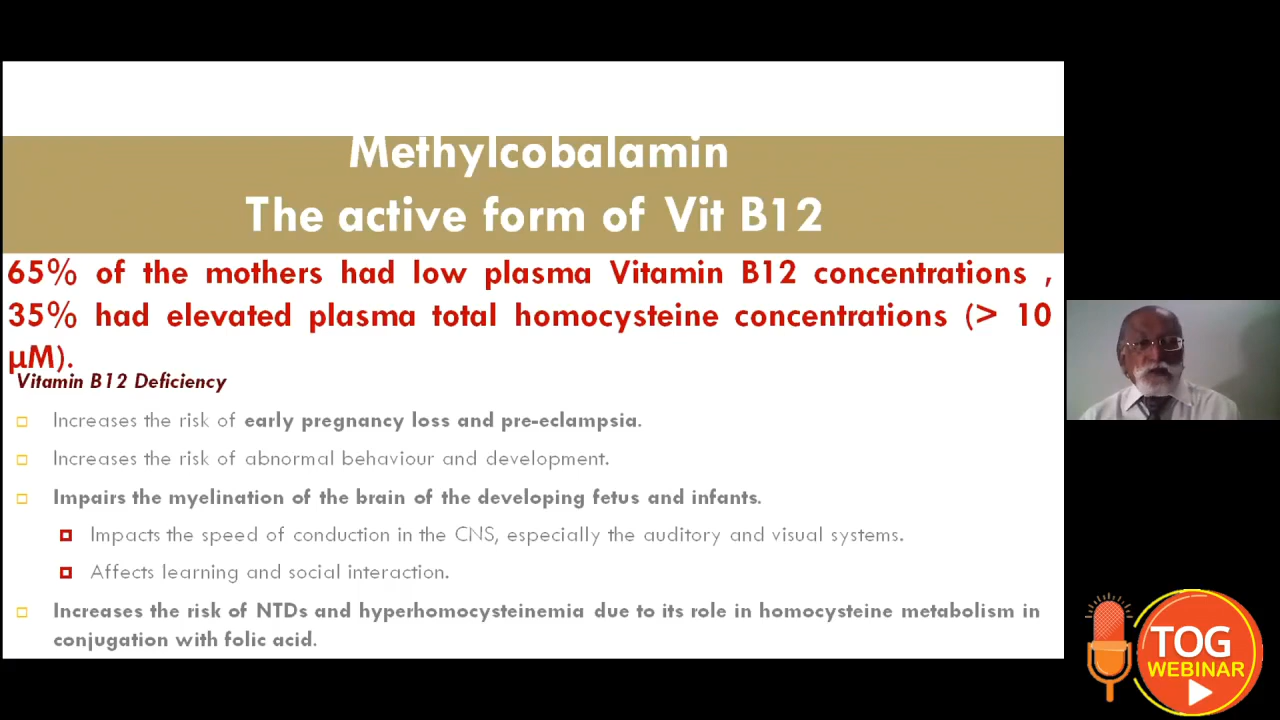 Methylcobalamin
The active form of Vit B12
65% of the mothers had low plasma Vitamin B12 concentrations ,
35% had elevated plasma total homocysteine concentrations (> 10
µM).
Vitamin B12 Deficiency
Increases the risk of early pregnancy loss and pre-eclampsia.
Increases the risk of abnormal behaviour and development.
Impairs the myelination of the brain of the developing fetus and infants.
Impacts the speed of conduction in the CNS, especially the auditory and visual systems.
Affects learning and social interaction.
Increases the risk of NTDs and hyperhomocysteinemia due to its role in homocysteine metabolism in
conjugation with folic acid.
TOG
WEBINAR